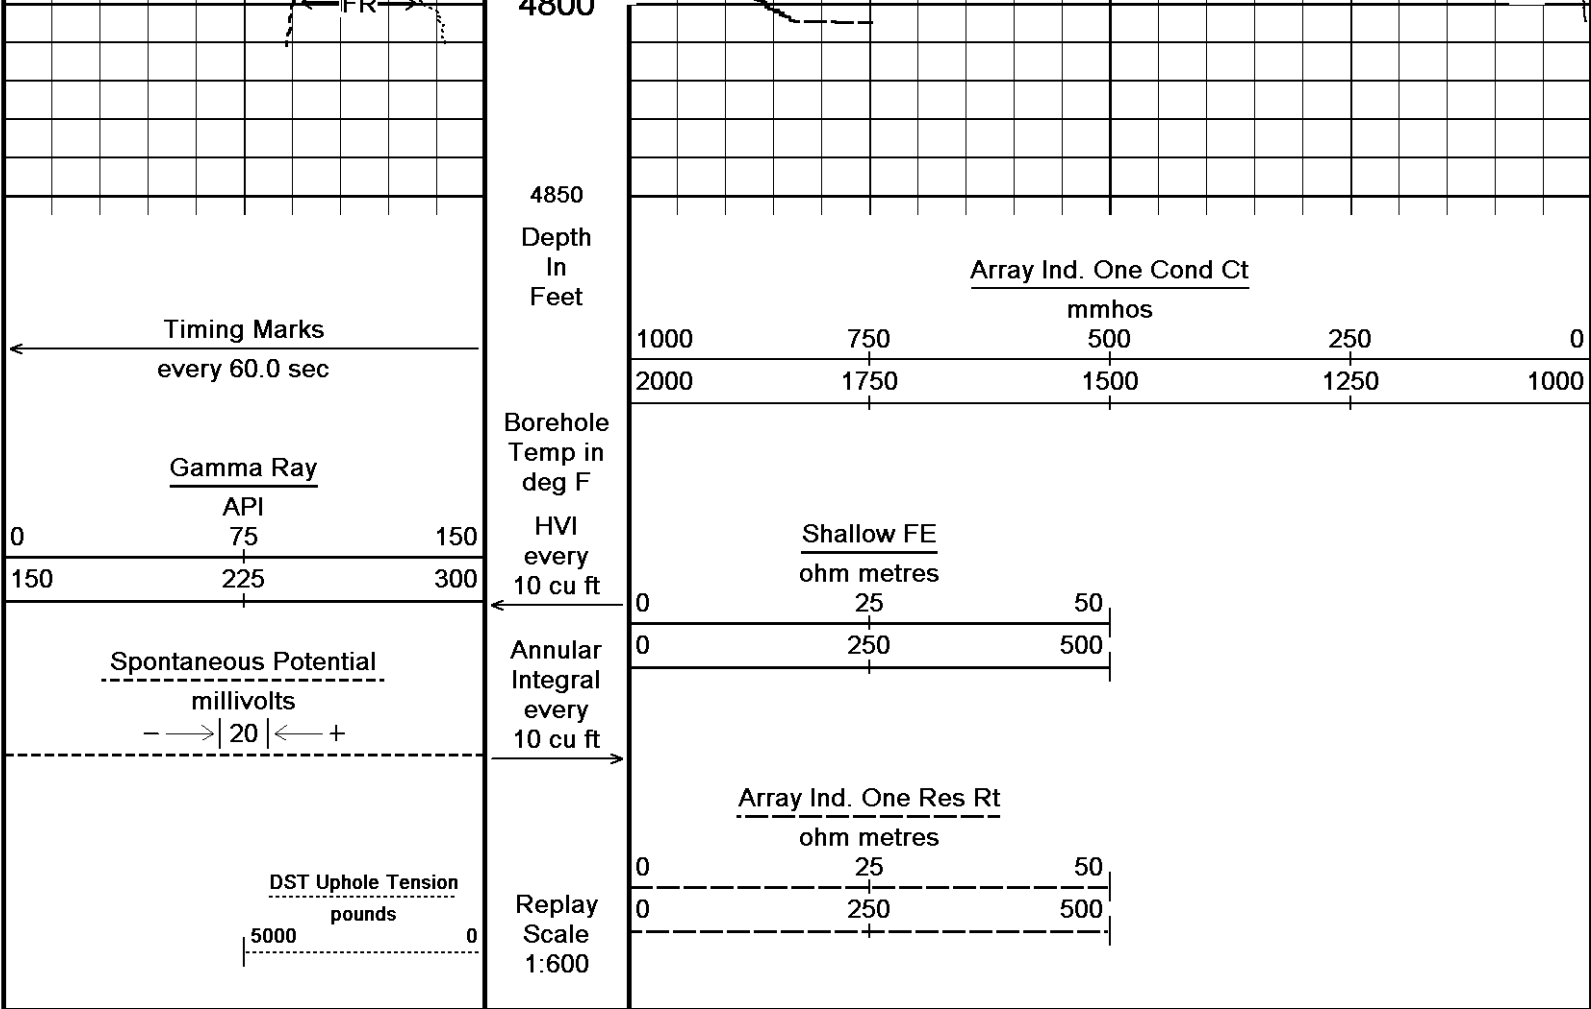 FR
4800
4850
Depth
In
Feet
Timing Marks
every 60.0 sec
Gamma Ray
API
0 75 150
150 225 300
Spontaneous Potential
millivolts
− 20 +
DST Uphole Tension
pounds
5000 0
Borehole
Temp in
deg F
HVI
every
10 cu ft
Annular
Integral
every
10 cu ft
Replay
Scale
1:600
Array Ind. One Cond Ct
mmhos
1000 750 500 250 0
2000 1750 1500 1250 1000
Shallow FE
ohm metres
0 25 50
0 250 500
Array Ind. One Res Rt
ohm metres
0 25 50
0 250 500